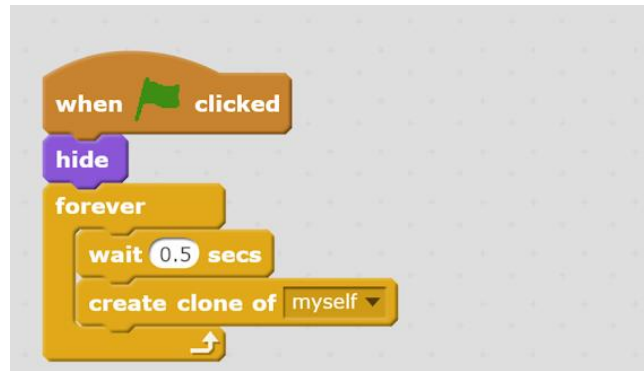 when clicked
hide
forever
wait 0.5 secs
create clone of myself